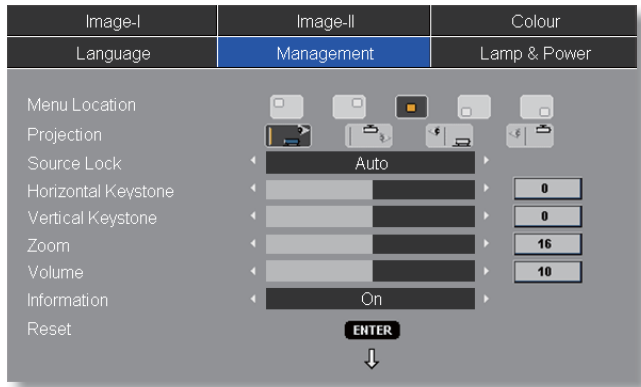 Image-I Image-II Colour
Language Management Lamp & Power
Menu Location
Projection
Source Lock Auto
Horizontal Keystone 0
Vertical Keystone 0
Zoom 16
Volume 10
Information On
Reset ENTER